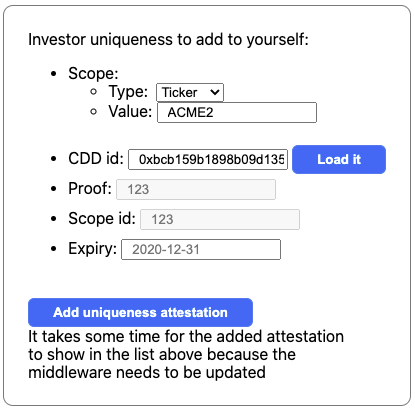 Investor uniqueness to add to yourself:
Scope:
Type: Ticker
Value: ACME2
CDD id: 0xbcb159b1898b09d135 Load it
Proof: 123
Scope id: 123
Expiry: 2020-12-31
Add uniqueness attestation
It takes some time for the added attestation
to show in the list above because the
middleware needs to be updated